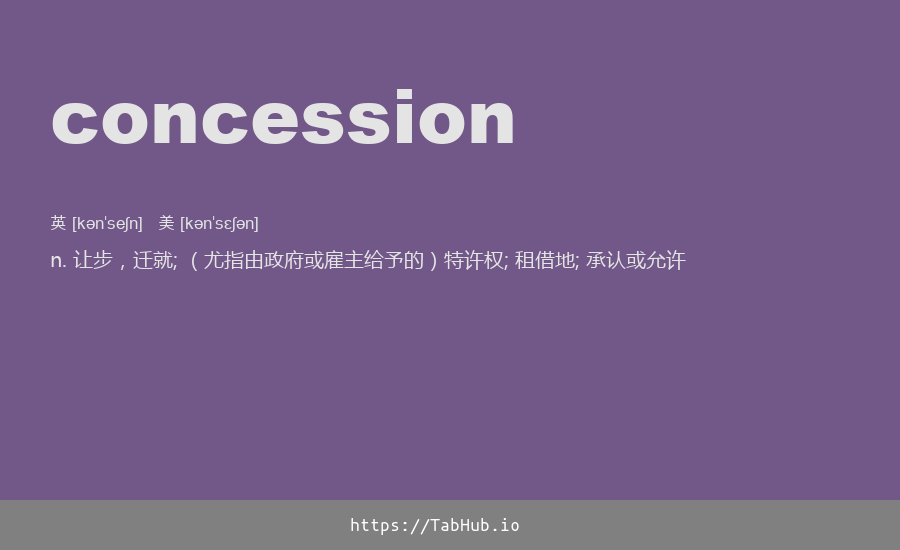 concession
英 [kən'seʃn] 美 [kən'sɛʃən]
n. 让步，迁就; （尤指由政府或雇主给予的）特许权; 租借地; 承认或允许
https://TabHub.io